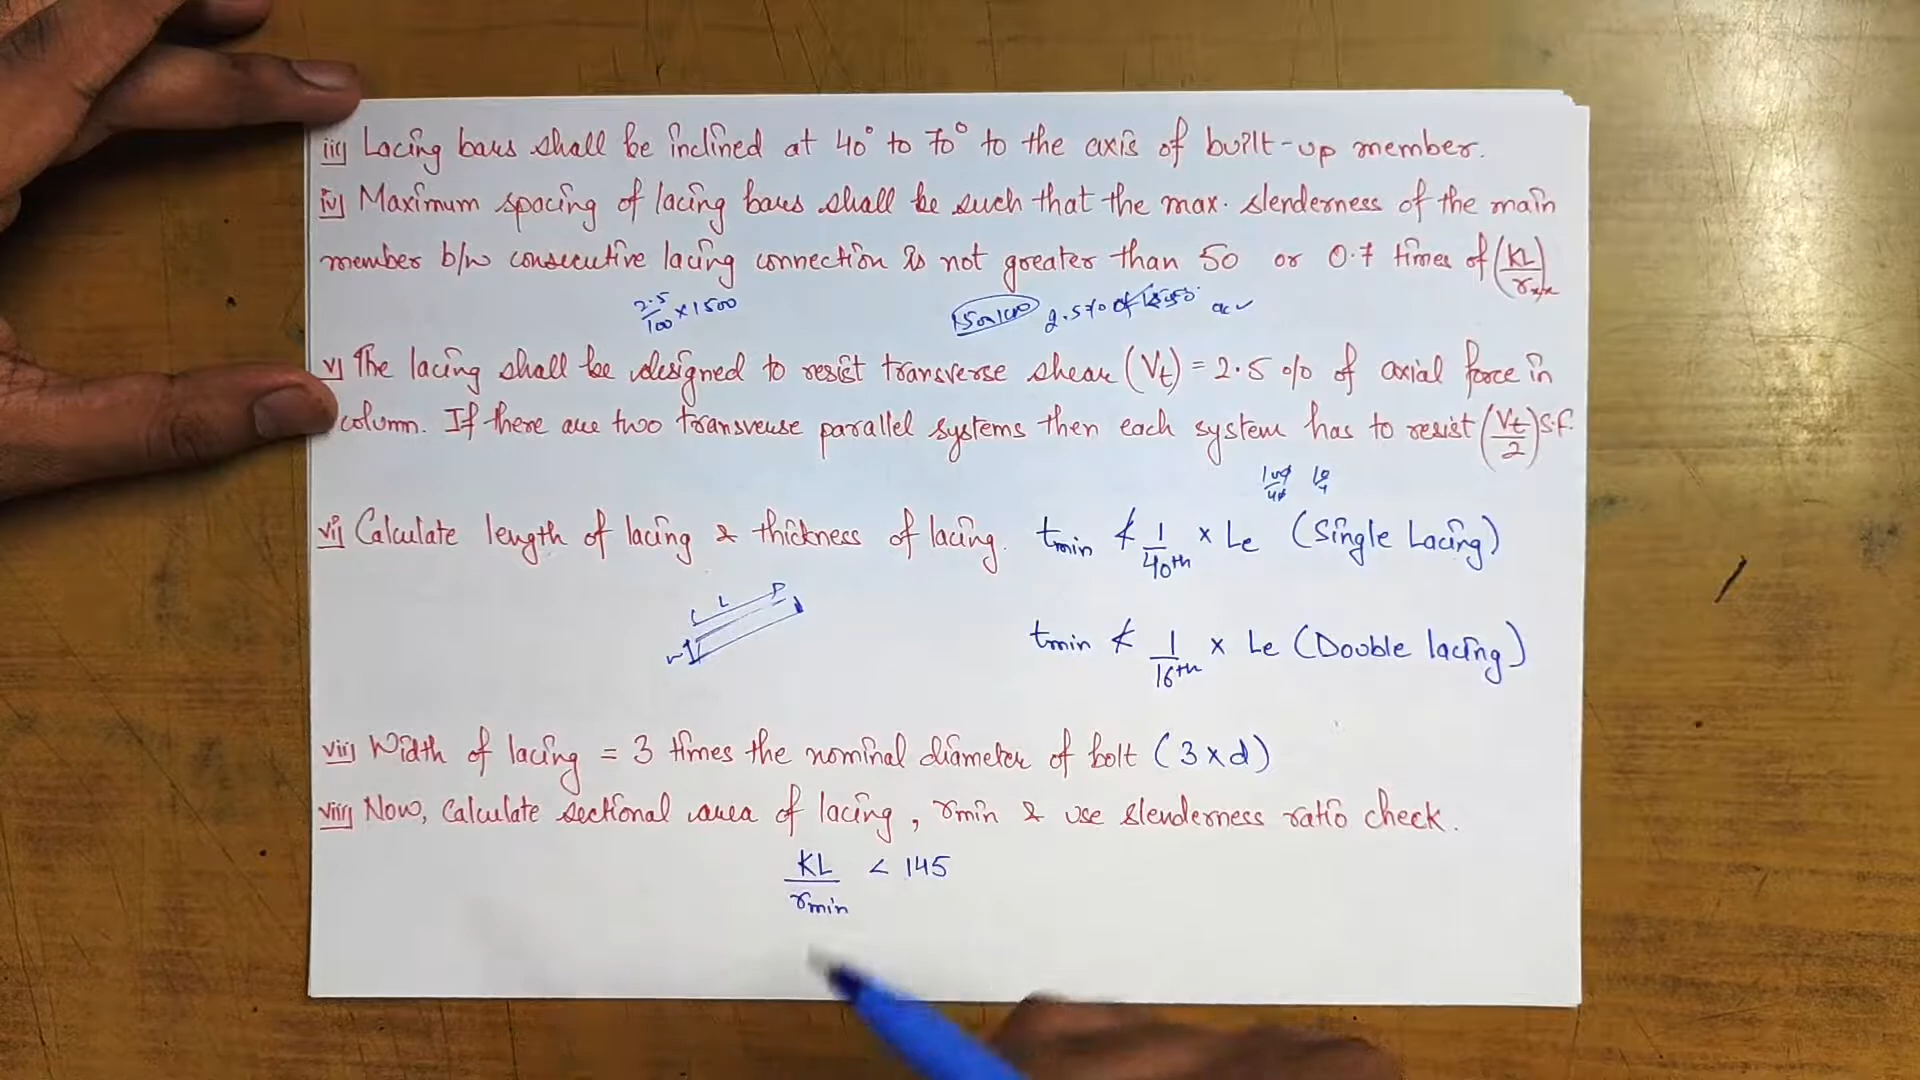 iii) Lacing bars shall be inclined at 40° to 70° to the axis of built-up member.
iv) Maximum spacing of lacing bars shall be such that the max. slenderness of the main
member b/w consecutive lacing connection is not greater than 50 or 0.7 times of (KL/rxx)
2.5/100 × 1500
2.5% of
v) The lacing shall be designed to resist transverse shear (Vt) = 2.5 % of axial force in
column. If there are two transverse parallel systems then each system has to resist (Vt/2) S.F.
vi) Calculate length of lacing & thickness of lacing. tmin ≮ 1/40th × Le (Single Lacing)
L
tmin ≮ 1/16th × Le (Double lacing)
vii) Width of lacing = 3 times the nominal diameter of bolt (3 x d)
viii) Now, Calculate sectional area of lacing, rmin & use slenderness ratio check.
KL/rmin < 145